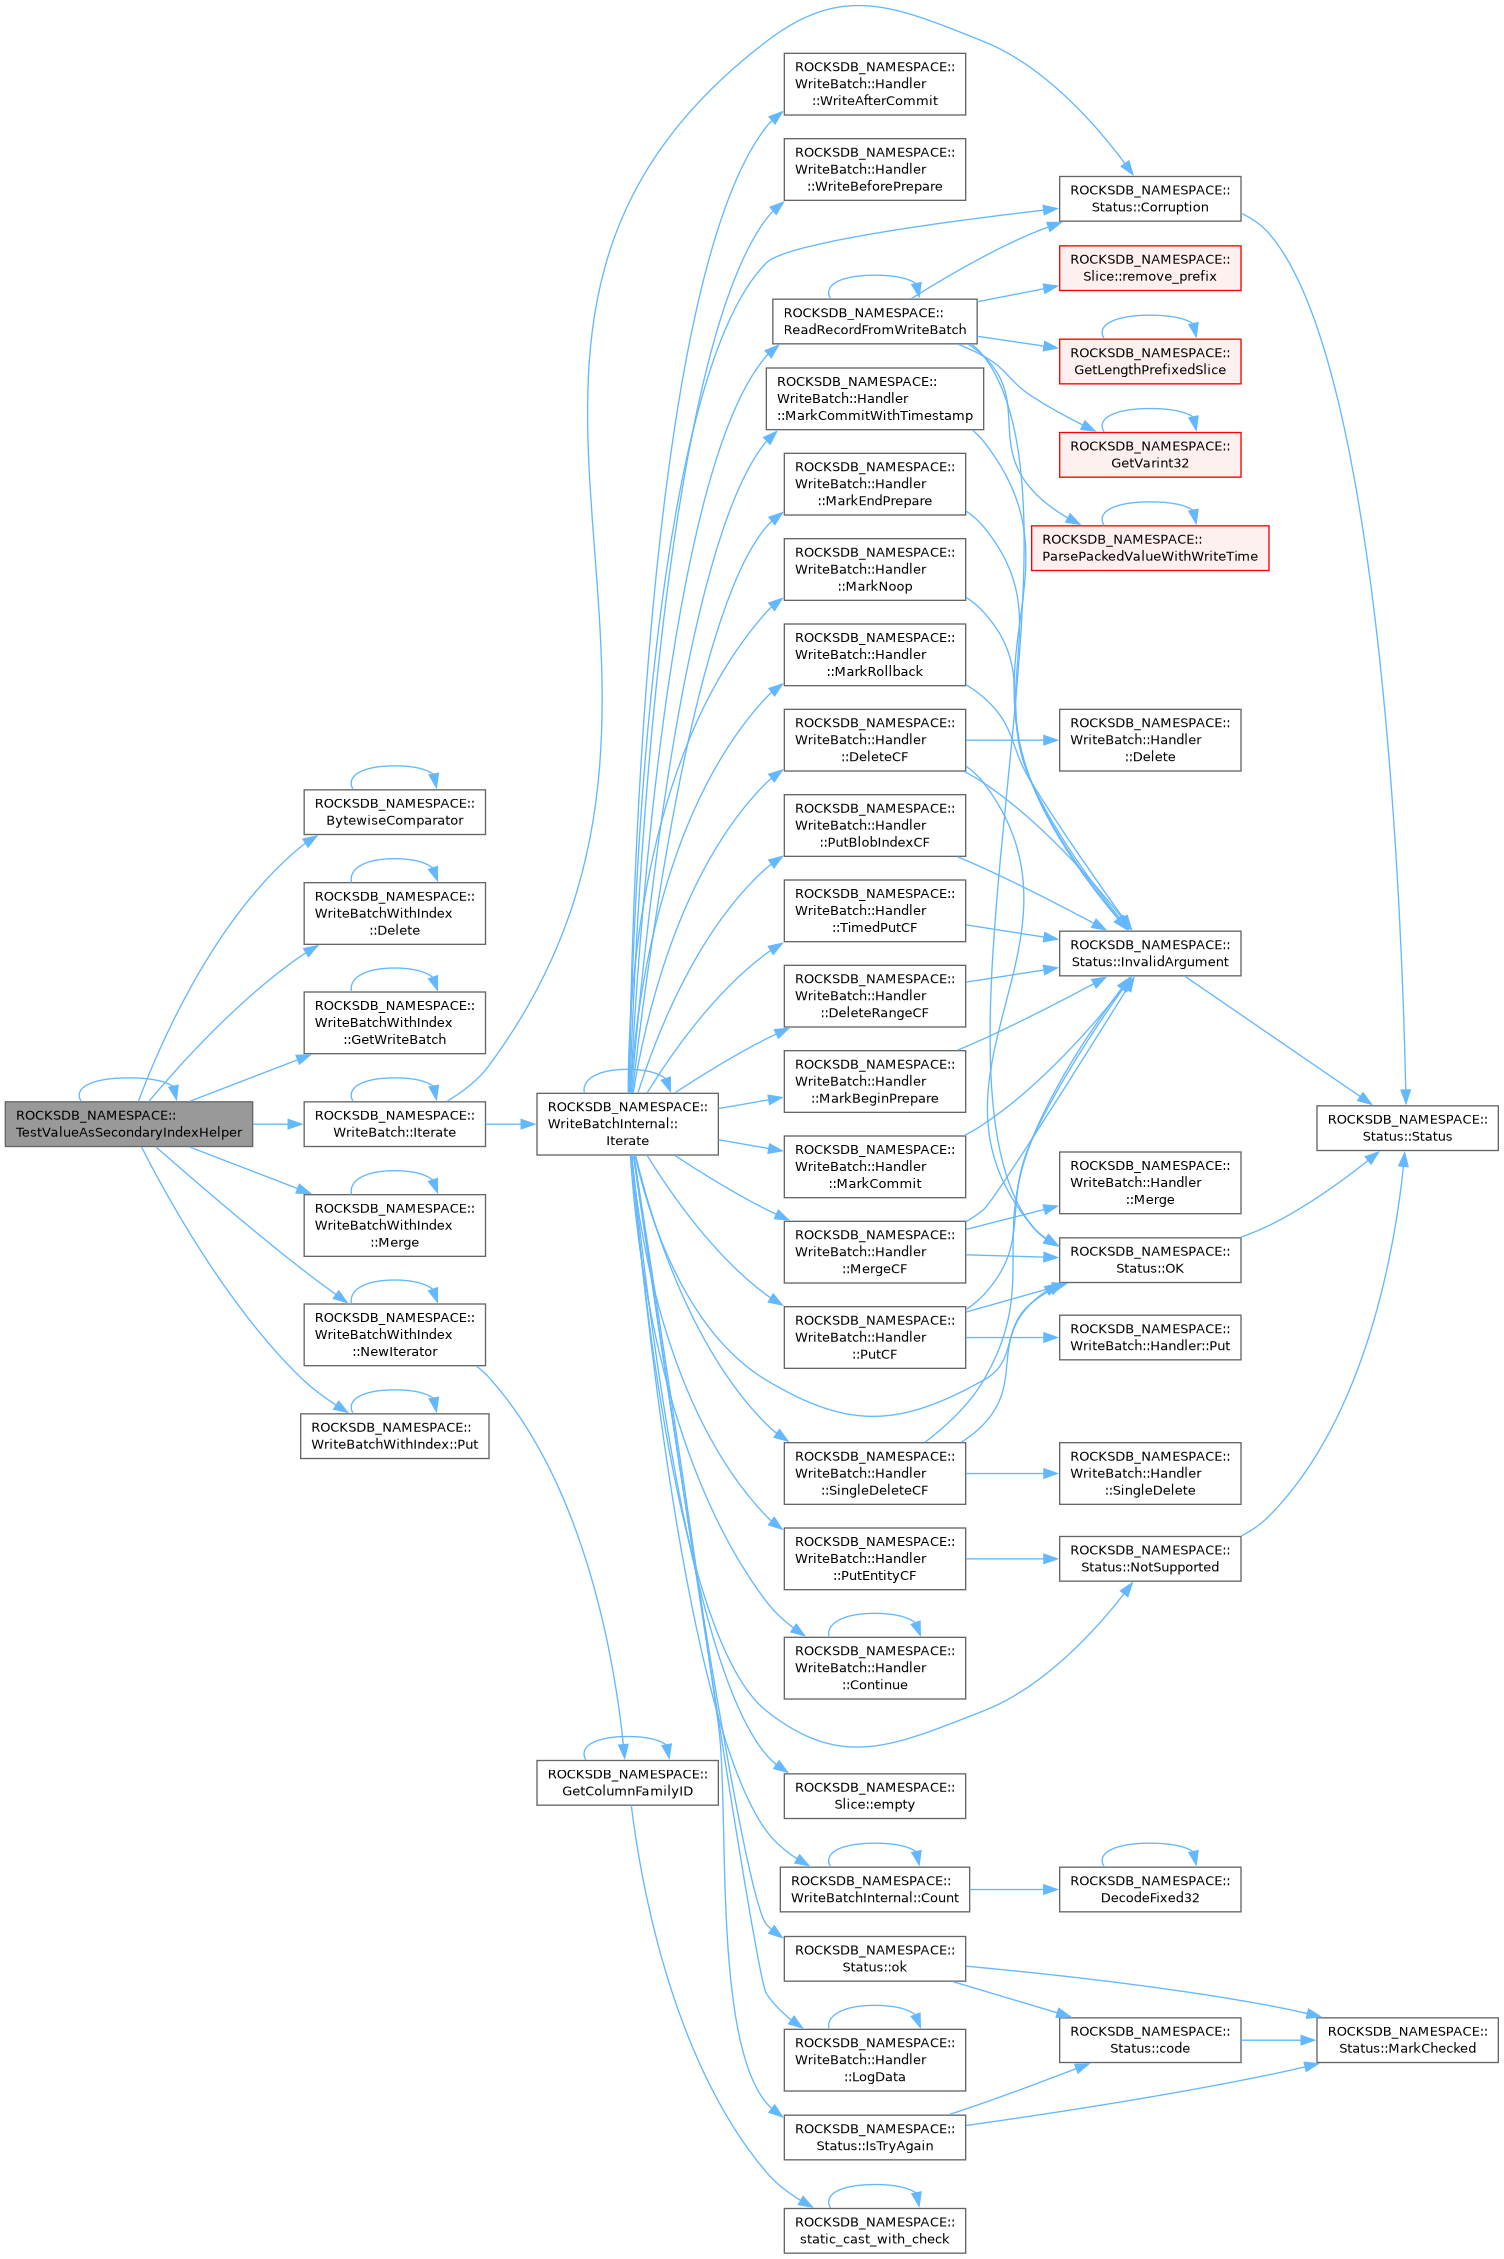 ROCKSDB_NAMESPACE::
TestValueAsSecondaryIndexHelper
ROCKSDB_NAMESPACE::
BytewiseComparator
ROCKSDB_NAMESPACE::
WriteBatchWithIndex
::Delete
ROCKSDB_NAMESPACE::
WriteBatchWithIndex
::GetWriteBatch
ROCKSDB_NAMESPACE::
WriteBatch::Iterate
ROCKSDB_NAMESPACE::
WriteBatchWithIndex
::Merge
ROCKSDB_NAMESPACE::
WriteBatchWithIndex
::NewIterator
ROCKSDB_NAMESPACE::
WriteBatchWithIndex::Put
ROCKSDB_NAMESPACE::
WriteBatchInternal::
Iterate
ROCKSDB_NAMESPACE::
GetColumnFamilyID
ROCKSDB_NAMESPACE::
WriteBatch::Handler
::WriteAfterCommit
ROCKSDB_NAMESPACE::
WriteBatch::Handler
::WriteBeforePrepare
ROCKSDB_NAMESPACE::
ReadRecordFromWriteBatch
ROCKSDB_NAMESPACE::
WriteBatch::Handler
::MarkCommitWithTimestamp
ROCKSDB_NAMESPACE::
WriteBatch::Handler
::MarkEndPrepare
ROCKSDB_NAMESPACE::
WriteBatch::Handler
::MarkNoop
ROCKSDB_NAMESPACE::
WriteBatch::Handler
::MarkRollback
ROCKSDB_NAMESPACE::
WriteBatch::Handler
::DeleteCF
ROCKSDB_NAMESPACE::
WriteBatch::Handler
::PutBlobIndexCF
ROCKSDB_NAMESPACE::
WriteBatch::Handler
::TimedPutCF
ROCKSDB_NAMESPACE::
WriteBatch::Handler
::DeleteRangeCF
ROCKSDB_NAMESPACE::
WriteBatch::Handler
::MarkBeginPrepare
ROCKSDB_NAMESPACE::
WriteBatch::Handler
::MarkCommit
ROCKSDB_NAMESPACE::
WriteBatch::Handler
::MergeCF
ROCKSDB_NAMESPACE::
WriteBatch::Handler
::PutCF
ROCKSDB_NAMESPACE::
WriteBatch::Handler
::SingleDeleteCF
ROCKSDB_NAMESPACE::
WriteBatch::Handler
::PutEntityCF
ROCKSDB_NAMESPACE::
WriteBatch::Handler
::Continue
ROCKSDB_NAMESPACE::
Slice::empty
ROCKSDB_NAMESPACE::
WriteBatchInternal::Count
ROCKSDB_NAMESPACE::
Status::ok
ROCKSDB_NAMESPACE::
WriteBatch::Handler
::LogData
ROCKSDB_NAMESPACE::
Status::IsTryAgain
ROCKSDB_NAMESPACE::
static_cast_with_check
ROCKSDB_NAMESPACE::
Status::Corruption
ROCKSDB_NAMESPACE::
Slice::remove_prefix
ROCKSDB_NAMESPACE::
GetLengthPrefixedSlice
ROCKSDB_NAMESPACE::
GetVarint32
ROCKSDB_NAMESPACE::
ParsePackedValueWithWriteTime
ROCKSDB_NAMESPACE::
WriteBatch::Handler
::Delete
ROCKSDB_NAMESPACE::
Status::InvalidArgument
ROCKSDB_NAMESPACE::
WriteBatch::Handler
::Merge
ROCKSDB_NAMESPACE::
Status::OK
ROCKSDB_NAMESPACE::
WriteBatch::Handler::Put
ROCKSDB_NAMESPACE::
WriteBatch::Handler
::SingleDelete
ROCKSDB_NAMESPACE::
Status::NotSupported
ROCKSDB_NAMESPACE::
DecodeFixed32
ROCKSDB_NAMESPACE::
Status::code
ROCKSDB_NAMESPACE::
Status::Status
ROCKSDB_NAMESPACE::
Status::MarkChecked